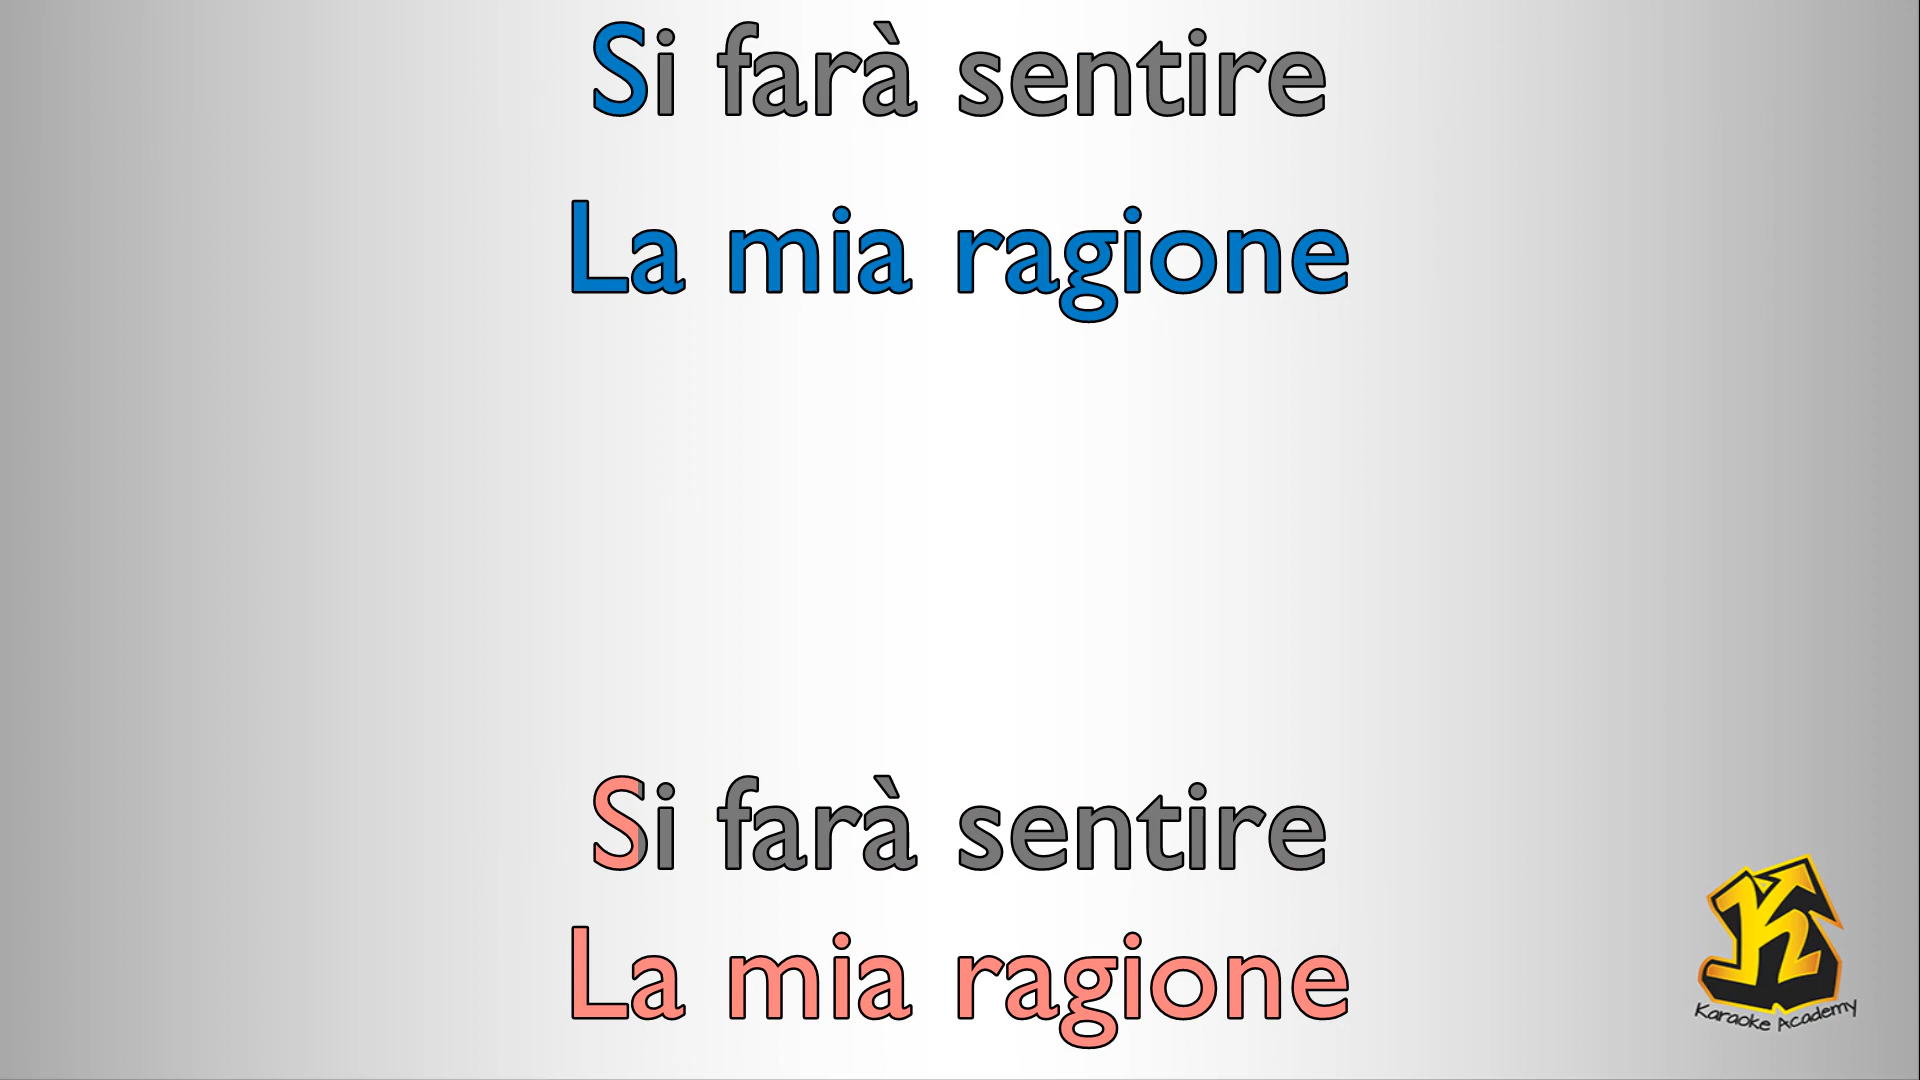 Si farà sentire
La mia ragione
Si farà sentire
La mia ragione
K
Karaoke Academy